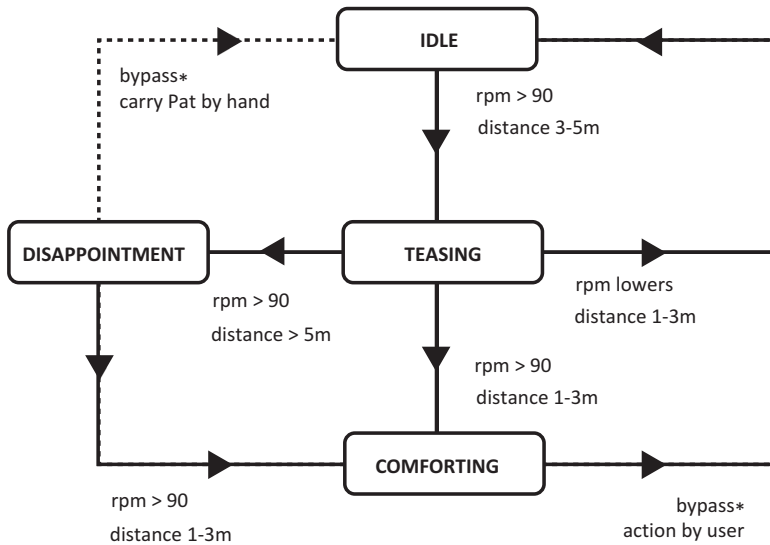 IDLE
bypass*
carry Pat by hand
rpm > 90
distance 3-5m
DISAPPOINTMENT
TEASING
rpm > 90
distance > 5m
rpm lowers
distance 1-3m
rpm > 90
distance 1-3m
COMFORTING
rpm > 90
distance 1-3m
bypass*
action by user